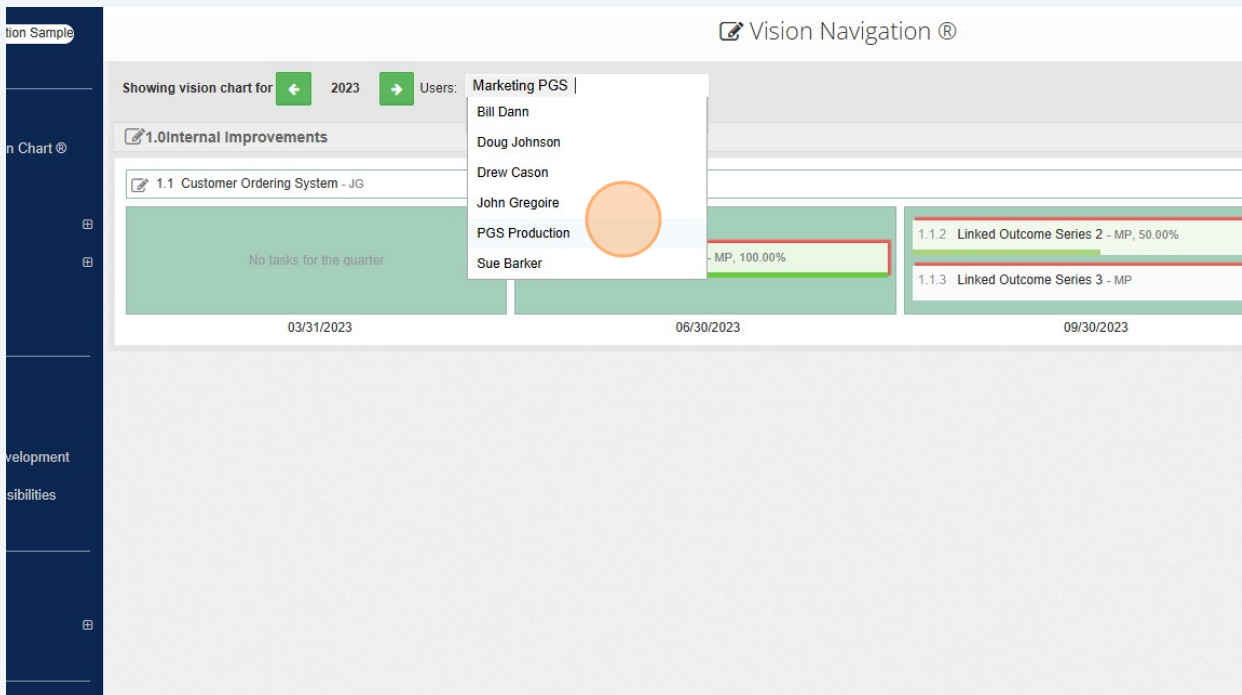 tion Sample
Vision Navigation ®
Showing vision chart for 2023 Users: Marketing PGS
Bill Dann
Doug Johnson
Drew Cason
John Gregoire
PGS Production
Sue Barker
n Chart ®
1.0Internal Improvements
1.1 Customer Ordering System - JG
No tasks for the quarter
- MP, 100.00%
1.1.2 Linked Outcome Series 2 - MP, 50.00%
1.1.3 Linked Outcome Series 3 - MP
03/31/2023
06/30/2023
09/30/2023
velopment
sibilities